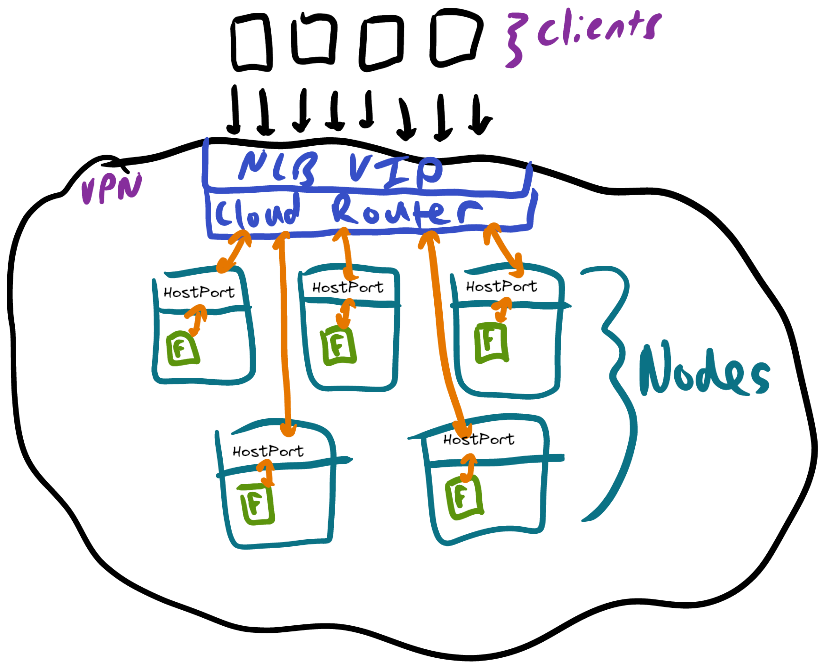 clients
NLB VIP
VPN
Cloud Router
HostPort
HostPort
HostPort
F
F
F
Nodes
HostPort
HostPort
F
F